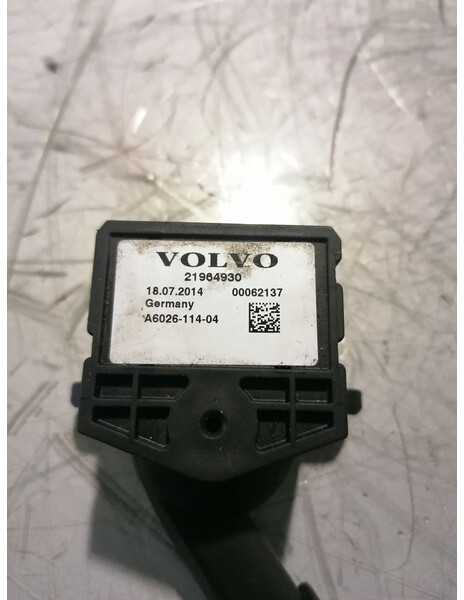 VOLVO
21964930
18.07.2014 00062137
Germany
A6026-114-04